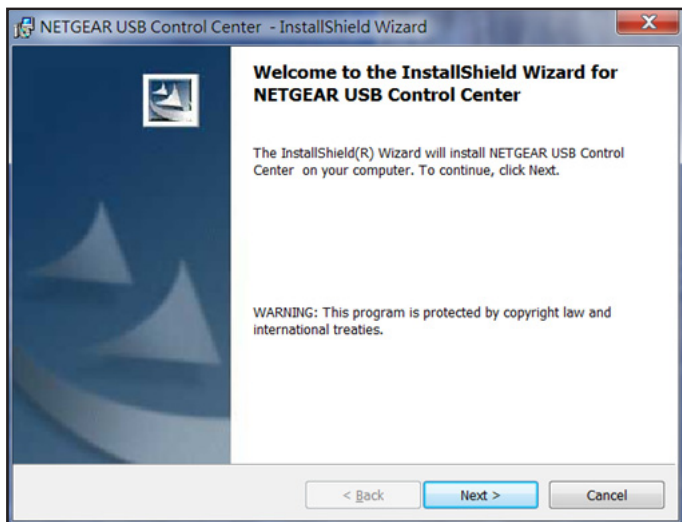 NETGEAR USB Control Center - InstallShield Wizard
Welcome to the InstallShield Wizard for
NETGEAR USB Control Center
The InstallShield(R) Wizard will install NETGEAR USB Control
Center on your computer. To continue, click Next.
WARNING: This program is protected by copyright law and
international treaties.
< Back
Next >
Cancel